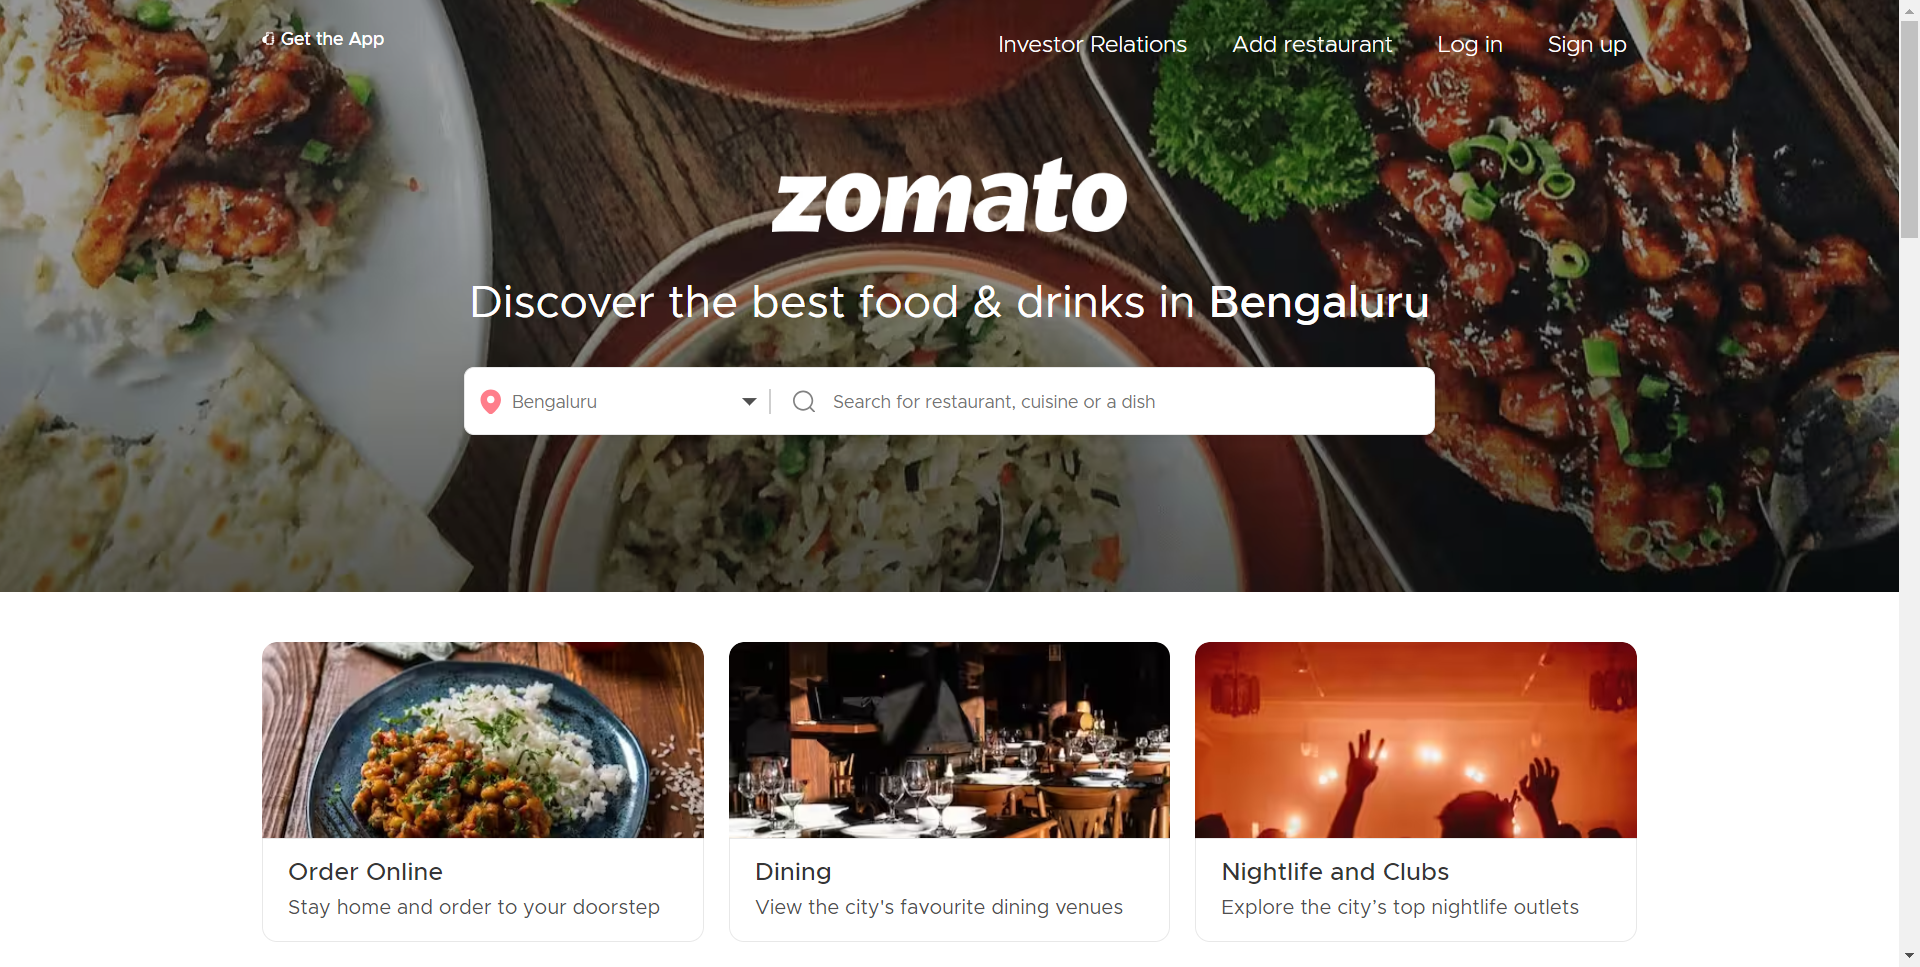 Get the App
Investor Relations
Add restaurant
Log in
Sign up
zomato
Discover the best food & drinks in Bengaluru
Bengaluru
Search for restaurant, cuisine or a dish
Order Online
Stay home and order to your doorstep
Dining
View the city's favourite dining venues
Nightlife and Clubs
Explore the city’s top nightlife outlets